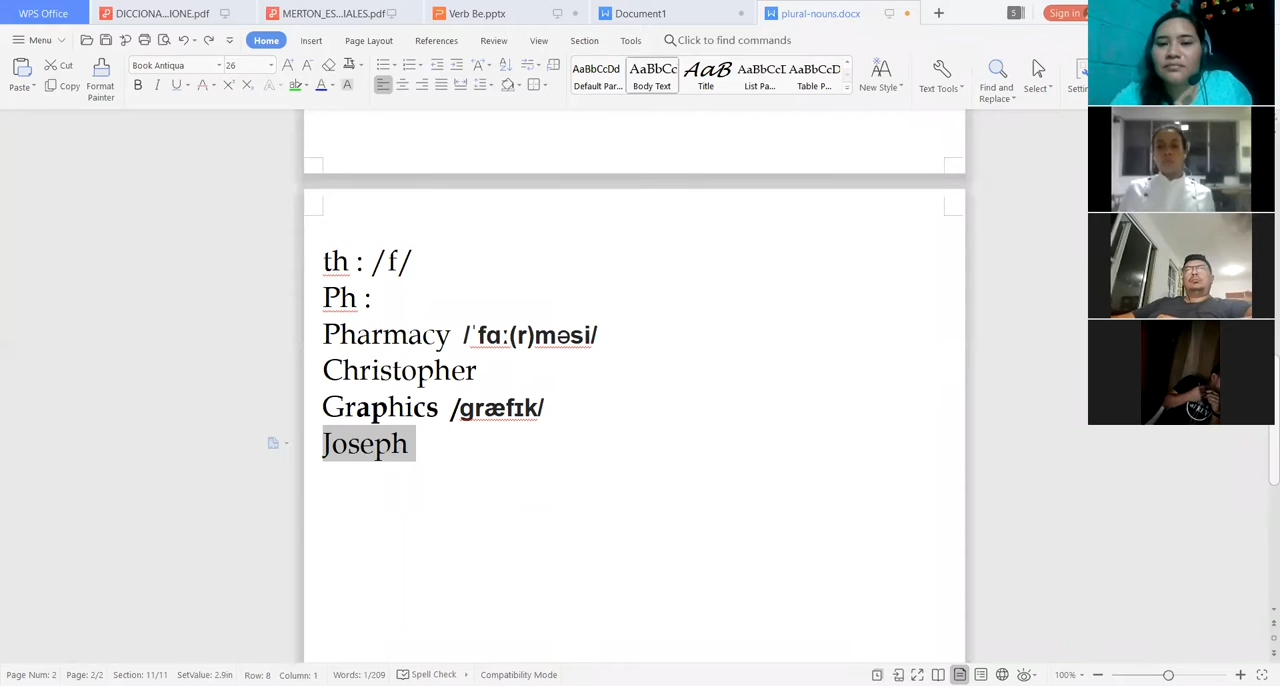 WPS Office DICCIONA...IONE.pdf MERTON_ES...IALES.pdf Verb Be.pptx Document1 plural-nouns.docx + 5 Sign in
Menu Home Insert Page Layout References Review View Section Tools Click to find commands
Paste Cut Copy Format Painter Book Antiqua 26 AaBbCcDd Default Par... AaBbCc Body Text AaB Title AaBbCcI List Pa... AaBbCcD Table P... New Style Text Tools Find and Replace Select Settin
th : /f/
Ph :
Pharmacy /ˈfɑː(r)məsi/
Christopher
Graphics /græfɪk/
Joseph
Page Num: 2 Page: 2/2 Section: 11/11 SetValue: 2.9in Row: 8 Column: 1 Words: 1/209 Spell Check Compatibility Mode 100%